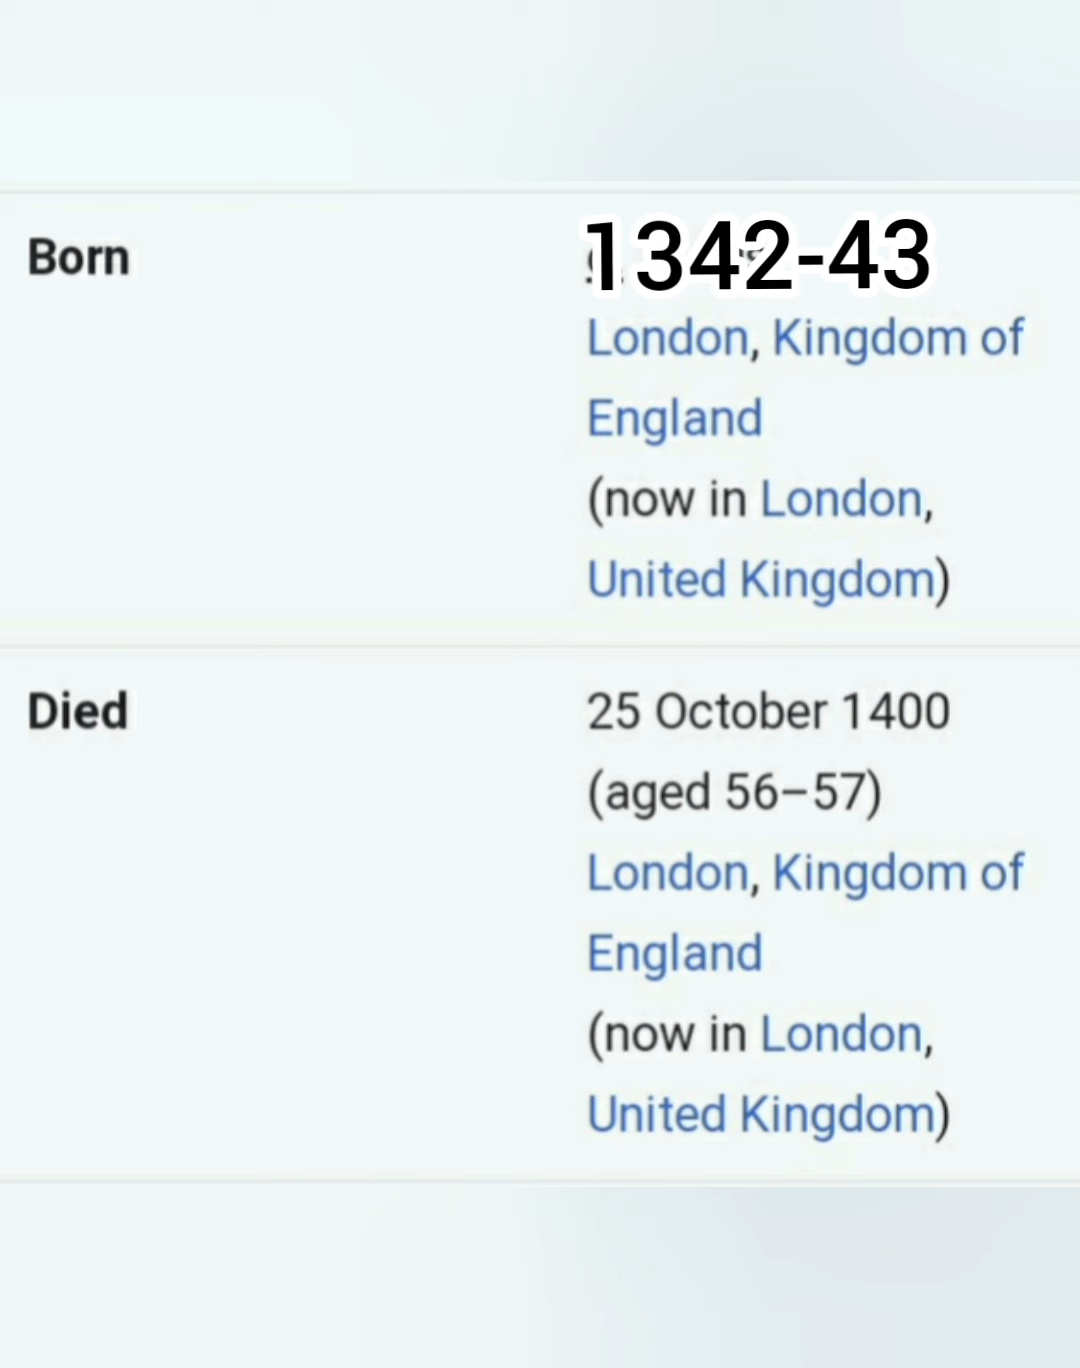 Born
1342-43
London, Kingdom of
England
(now in London,
United Kingdom)
Died
25 October 1400
(aged 56–57)
London, Kingdom of
England
(now in London,
United Kingdom)